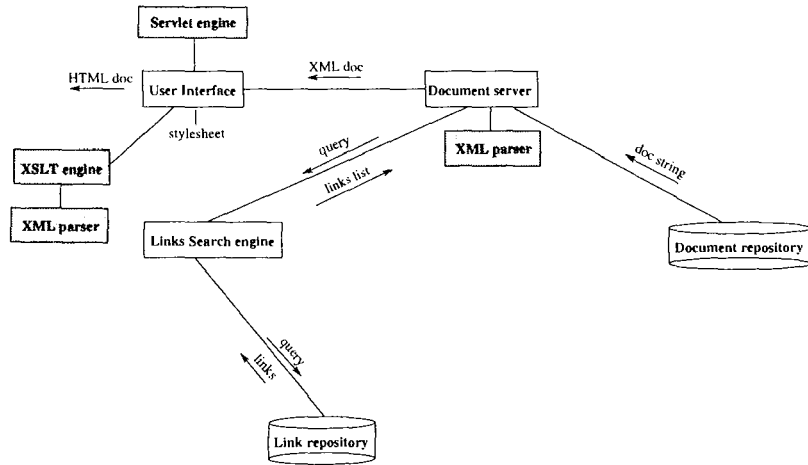 Servlet engine
HTML doc
User Interface
XML doc
Document server
stylesheet
query
links list
XML parser
doc string
XSLT engine
XML parser
Links Search engine
Document repository
query
links
Link repository